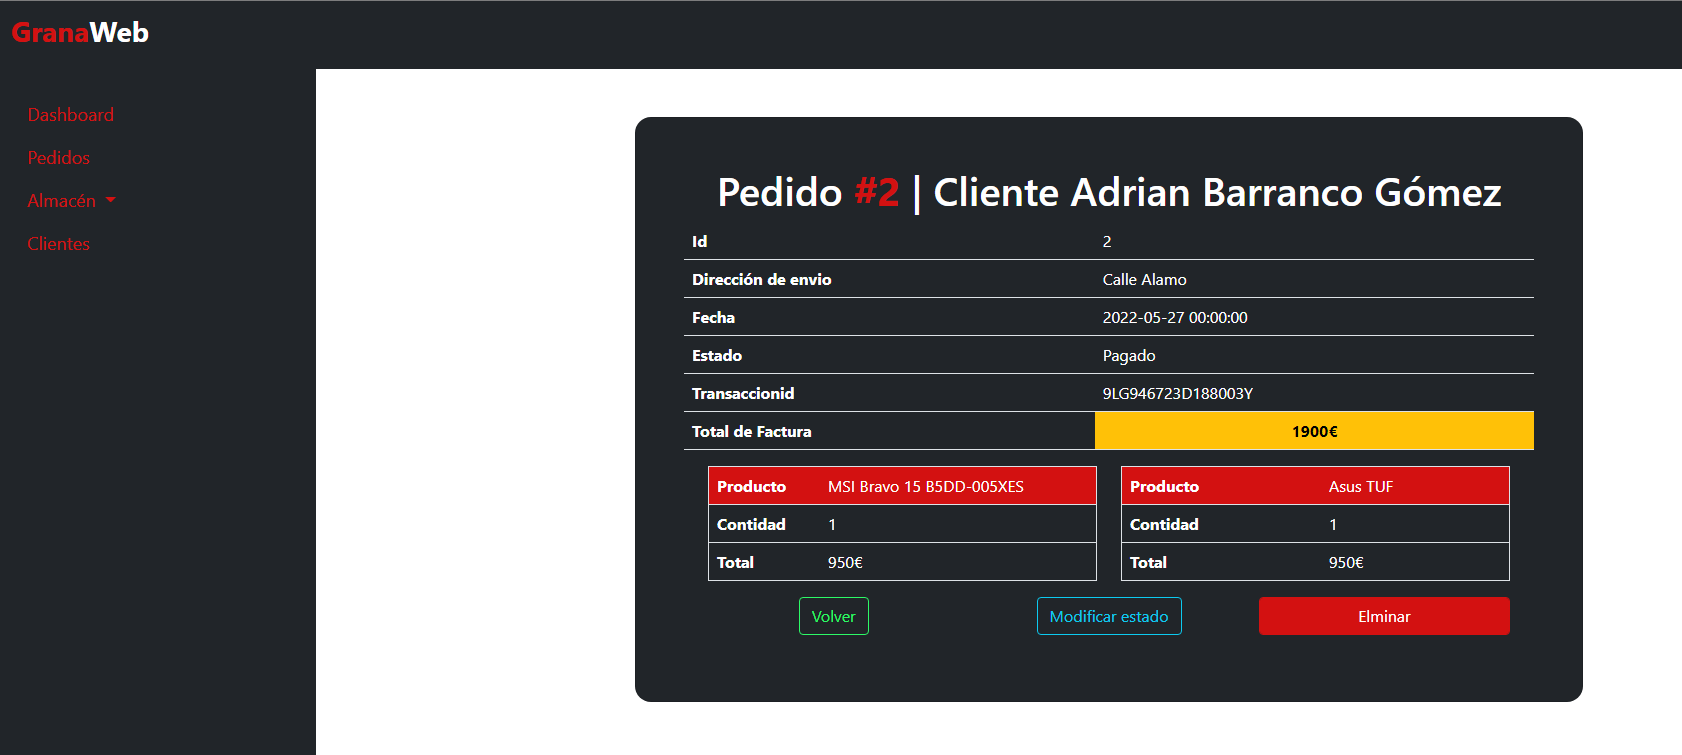 GranaWeb
Dashboard
Pedidos
Almacén
Clientes
Pedido #2 | Cliente Adrian Barranco Gómez
Id 2
Dirección de envio Calle Alamo
Fecha 2022-05-27 00:00:00
Estado Pagado
Transaccionid 9LG946723D188003Y
Total de Factura 1900€
Producto MSI Bravo 15 B5DD-005XES
Contidad 1
Total 950€
Producto Asus TUF
Contidad 1
Total 950€
Volver
Modificar estado
Elminar